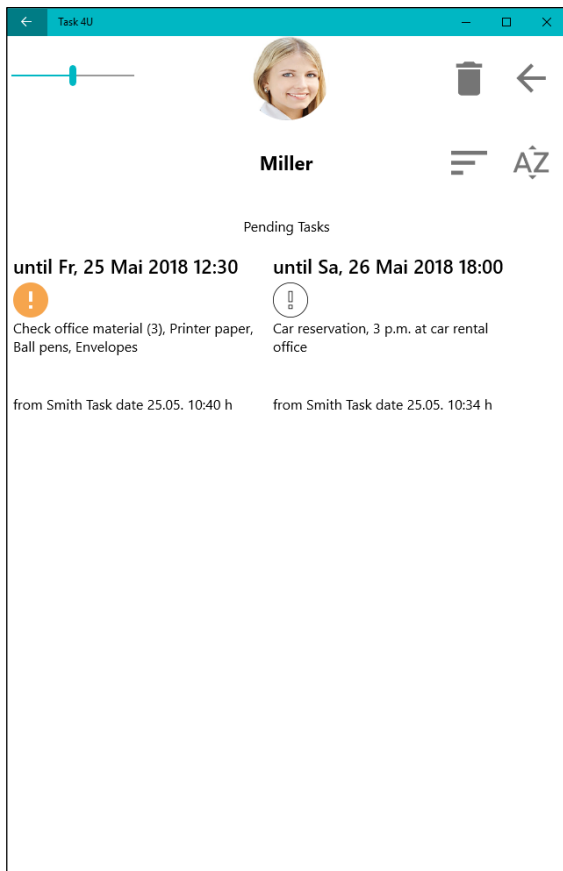 Task 4U
Miller
AZ
Pending Tasks
until Fr, 25 Mai 2018 12:30
!
Check office material (3), Printer paper,
Ball pens, Envelopes
from Smith Task date 25.05. 10:40 h
until Sa, 26 Mai 2018 18:00
!
Car reservation, 3 p.m. at car rental
office
from Smith Task date 25.05. 10:34 h